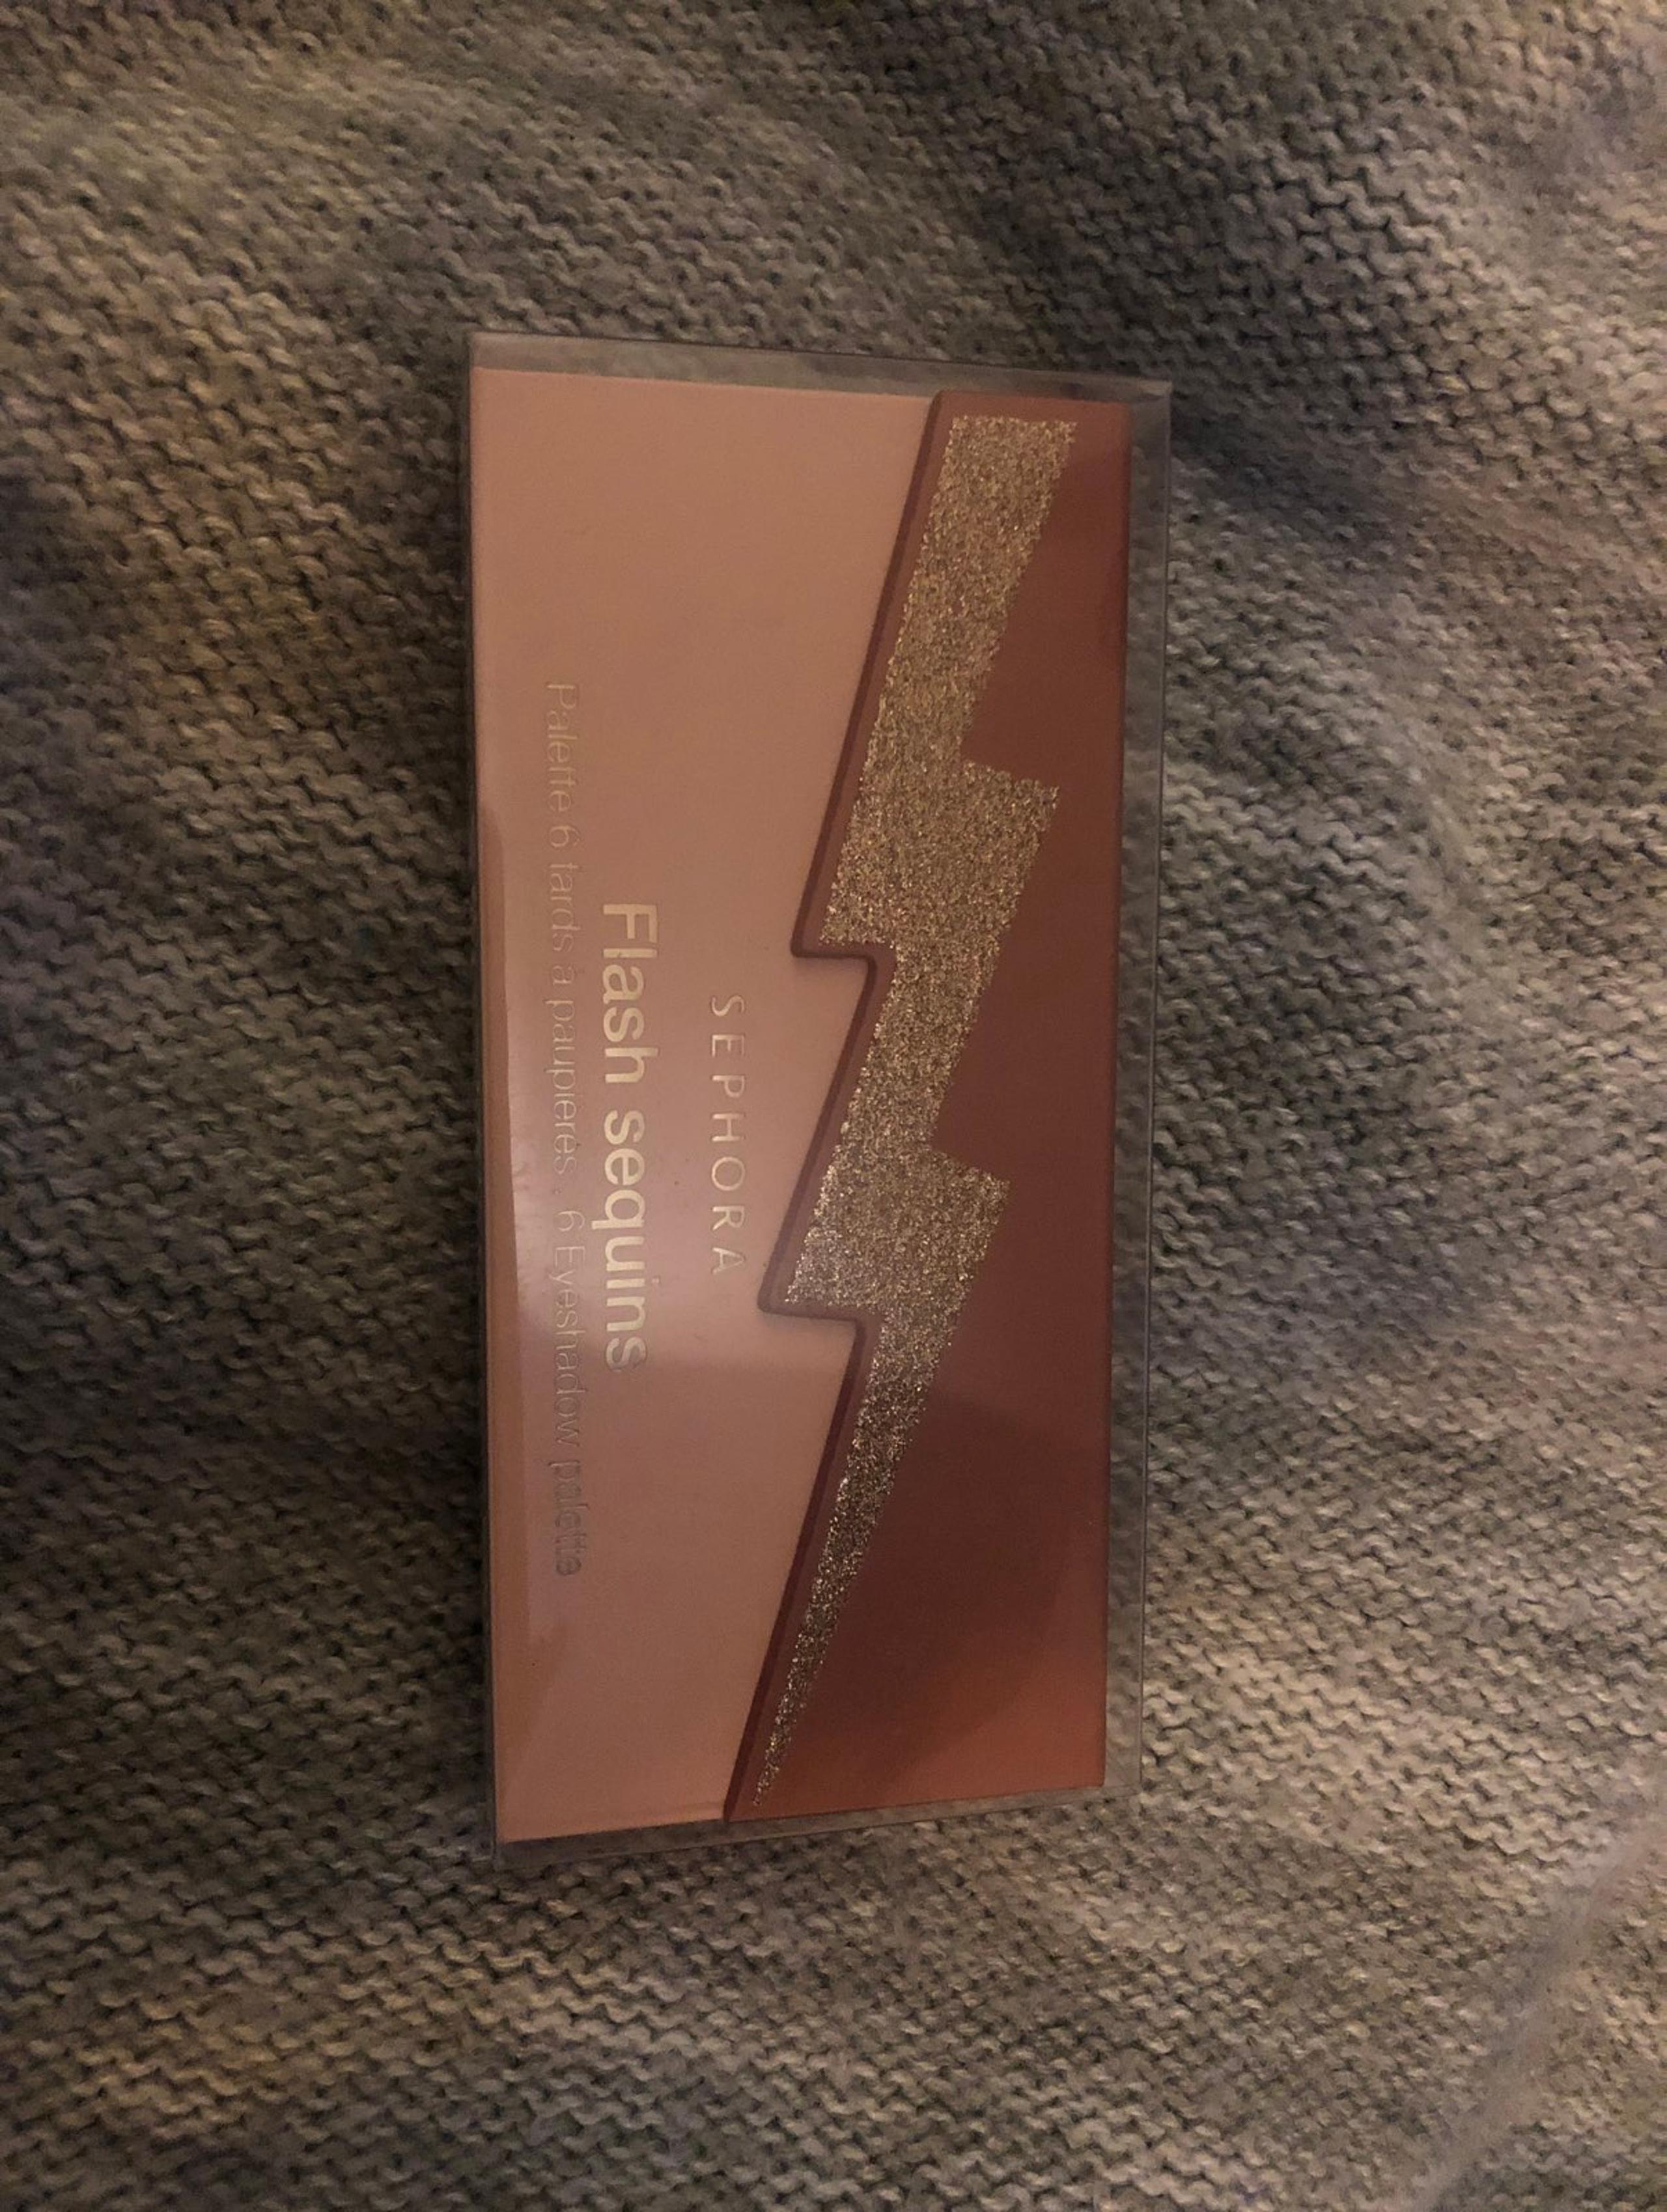 SEPHORA
Flash sequins
Palette 6 fards à paupières . 6 Eyeshadow palette